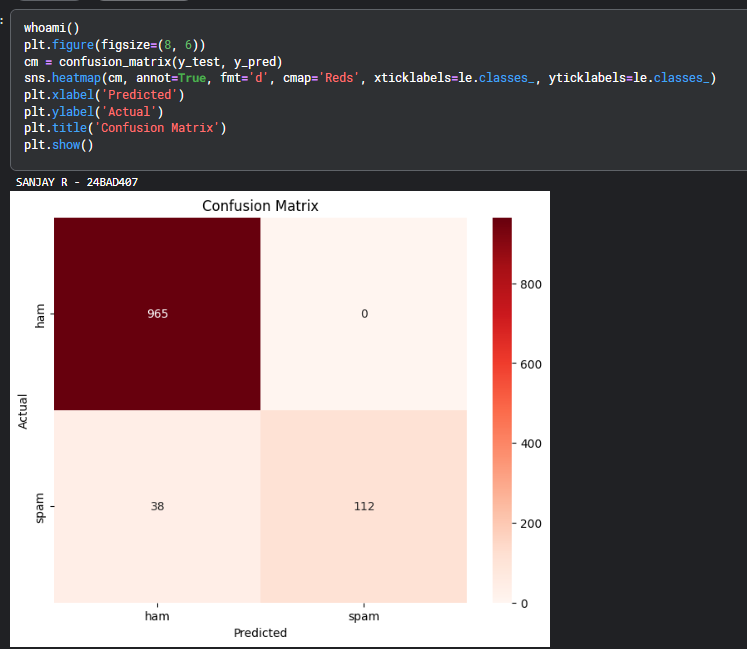 :
whoami()
plt.figure(figsize=(8, 6))
cm = confusion_matrix(y_test, y_pred)
sns.heatmap(cm, annot=True, fmt='d', cmap='Reds', xticklabels=le.classes_, yticklabels=le.classes_)
plt.xlabel('Predicted')
plt.ylabel('Actual')
plt.title('Confusion Matrix')
plt.show()
SANJAY R - 24BAD407
Confusion Matrix
ham
965
0
spam
38
112
Actual
ham
spam
Predicted
800
600
400
200
0